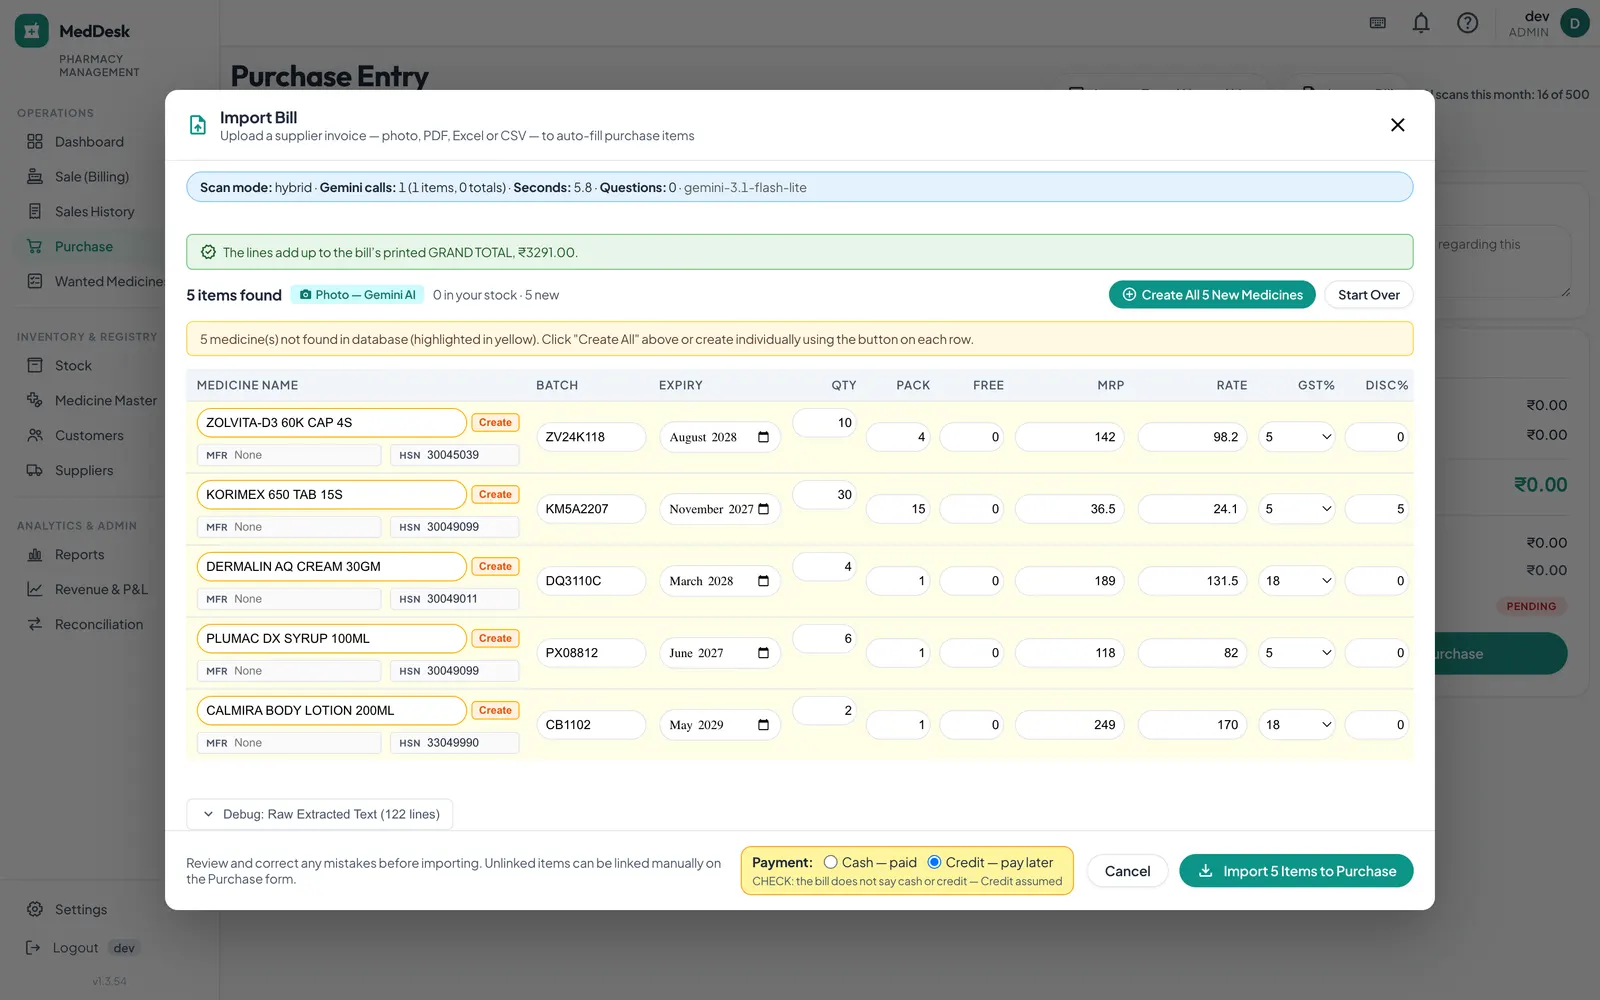 MedDesk
PHARMACY
MANAGEMENT
dev
ADMIN
D
OPERATIONS
Dashboard
Sale (Billing)
Sales History
Purchase
Wanted Medicines
INVENTORY & REGISTRY
Stock
Medicine Master
Customers
Suppliers
ANALYTICS & ADMIN
Reports
Revenue & P&L
Reconciliation
Settings
Logout dev
v1.3.54
Purchase Entry
scans this month: 16 of 500
regarding this
₹0.00
₹0.00
₹0.00
₹0.00
₹0.00
PENDING
urchase
Import Bill
Upload a supplier invoice — photo, PDF, Excel or CSV — to auto-fill purchase items
Scan mode: hybrid · Gemini calls: 1 (1 items, 0 totals) · Seconds: 5.8 · Questions: 0 · gemini-3.1-flash-lite
The lines add up to the bill's printed GRAND TOTAL, ₹3291.00.
5 items found Photo — Gemini AI 0 in your stock · 5 new Create All 5 New Medicines Start Over
5 medicine(s) not found in database (highlighted in yellow). Click "Create All" above or create individually using the button on each row.
MEDICINE NAME BATCH EXPIRY QTY PACK FREE MRP RATE GST% DISC%
ZOLVITA-D3 60K CAP 4S Create ZV24K118 August 2028 10 4 0 142 98.2 5 0
MFR None HSN 30045039
KORIMEX 650 TAB 15S Create KM5A2207 November 2027 30 15 0 36.5 24.1 5 5
MFR None HSN 30049099
DERMALIN AQ CREAM 30GM Create DQ3110C March 2028 4 1 0 189 131.5 18 0
MFR None HSN 30049011
PLUMAC DX SYRUP 100ML Create PX08812 June 2027 6 1 0 118 82 5 0
MFR None HSN 30049099
CALMIRA BODY LOTION 200ML Create CB1102 May 2029 2 1 0 249 170 18 0
MFR None HSN 33049990
Debug: Raw Extracted Text (122 lines)
Review and correct any mistakes before importing. Unlinked items can be linked manually on
the Purchase form.
Payment: Cash — paid Credit — pay later
CHECK: the bill does not say cash or credit — Credit assumed
Cancel
Import 5 Items to Purchase